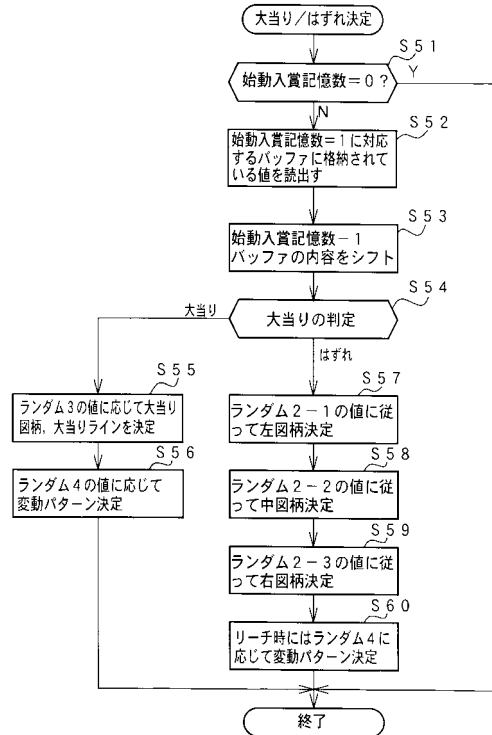 大当り／はずれ決定
S51
始動入賞記憶数＝0？
Y
N
S52
始動入賞記憶数＝1に対応
するバッファに格納されて
いる値を読出す
S53
始動入賞記憶数－1
バッファの内容をシフト
S54
大当りの判定
大当り
はずれ
S55
ランダム3の値に応じて大当り
図柄，大当りラインを決定
S56
ランダム4の値に応じて
変動パターン決定
S57
ランダム2－1の値に従
って左図柄決定
S58
ランダム2－2の値に従
って中図柄決定
S59
ランダム2－3の値に従
って右図柄決定
S60
リーチ時にはランダム4に
応じて変動パターン決定
終了